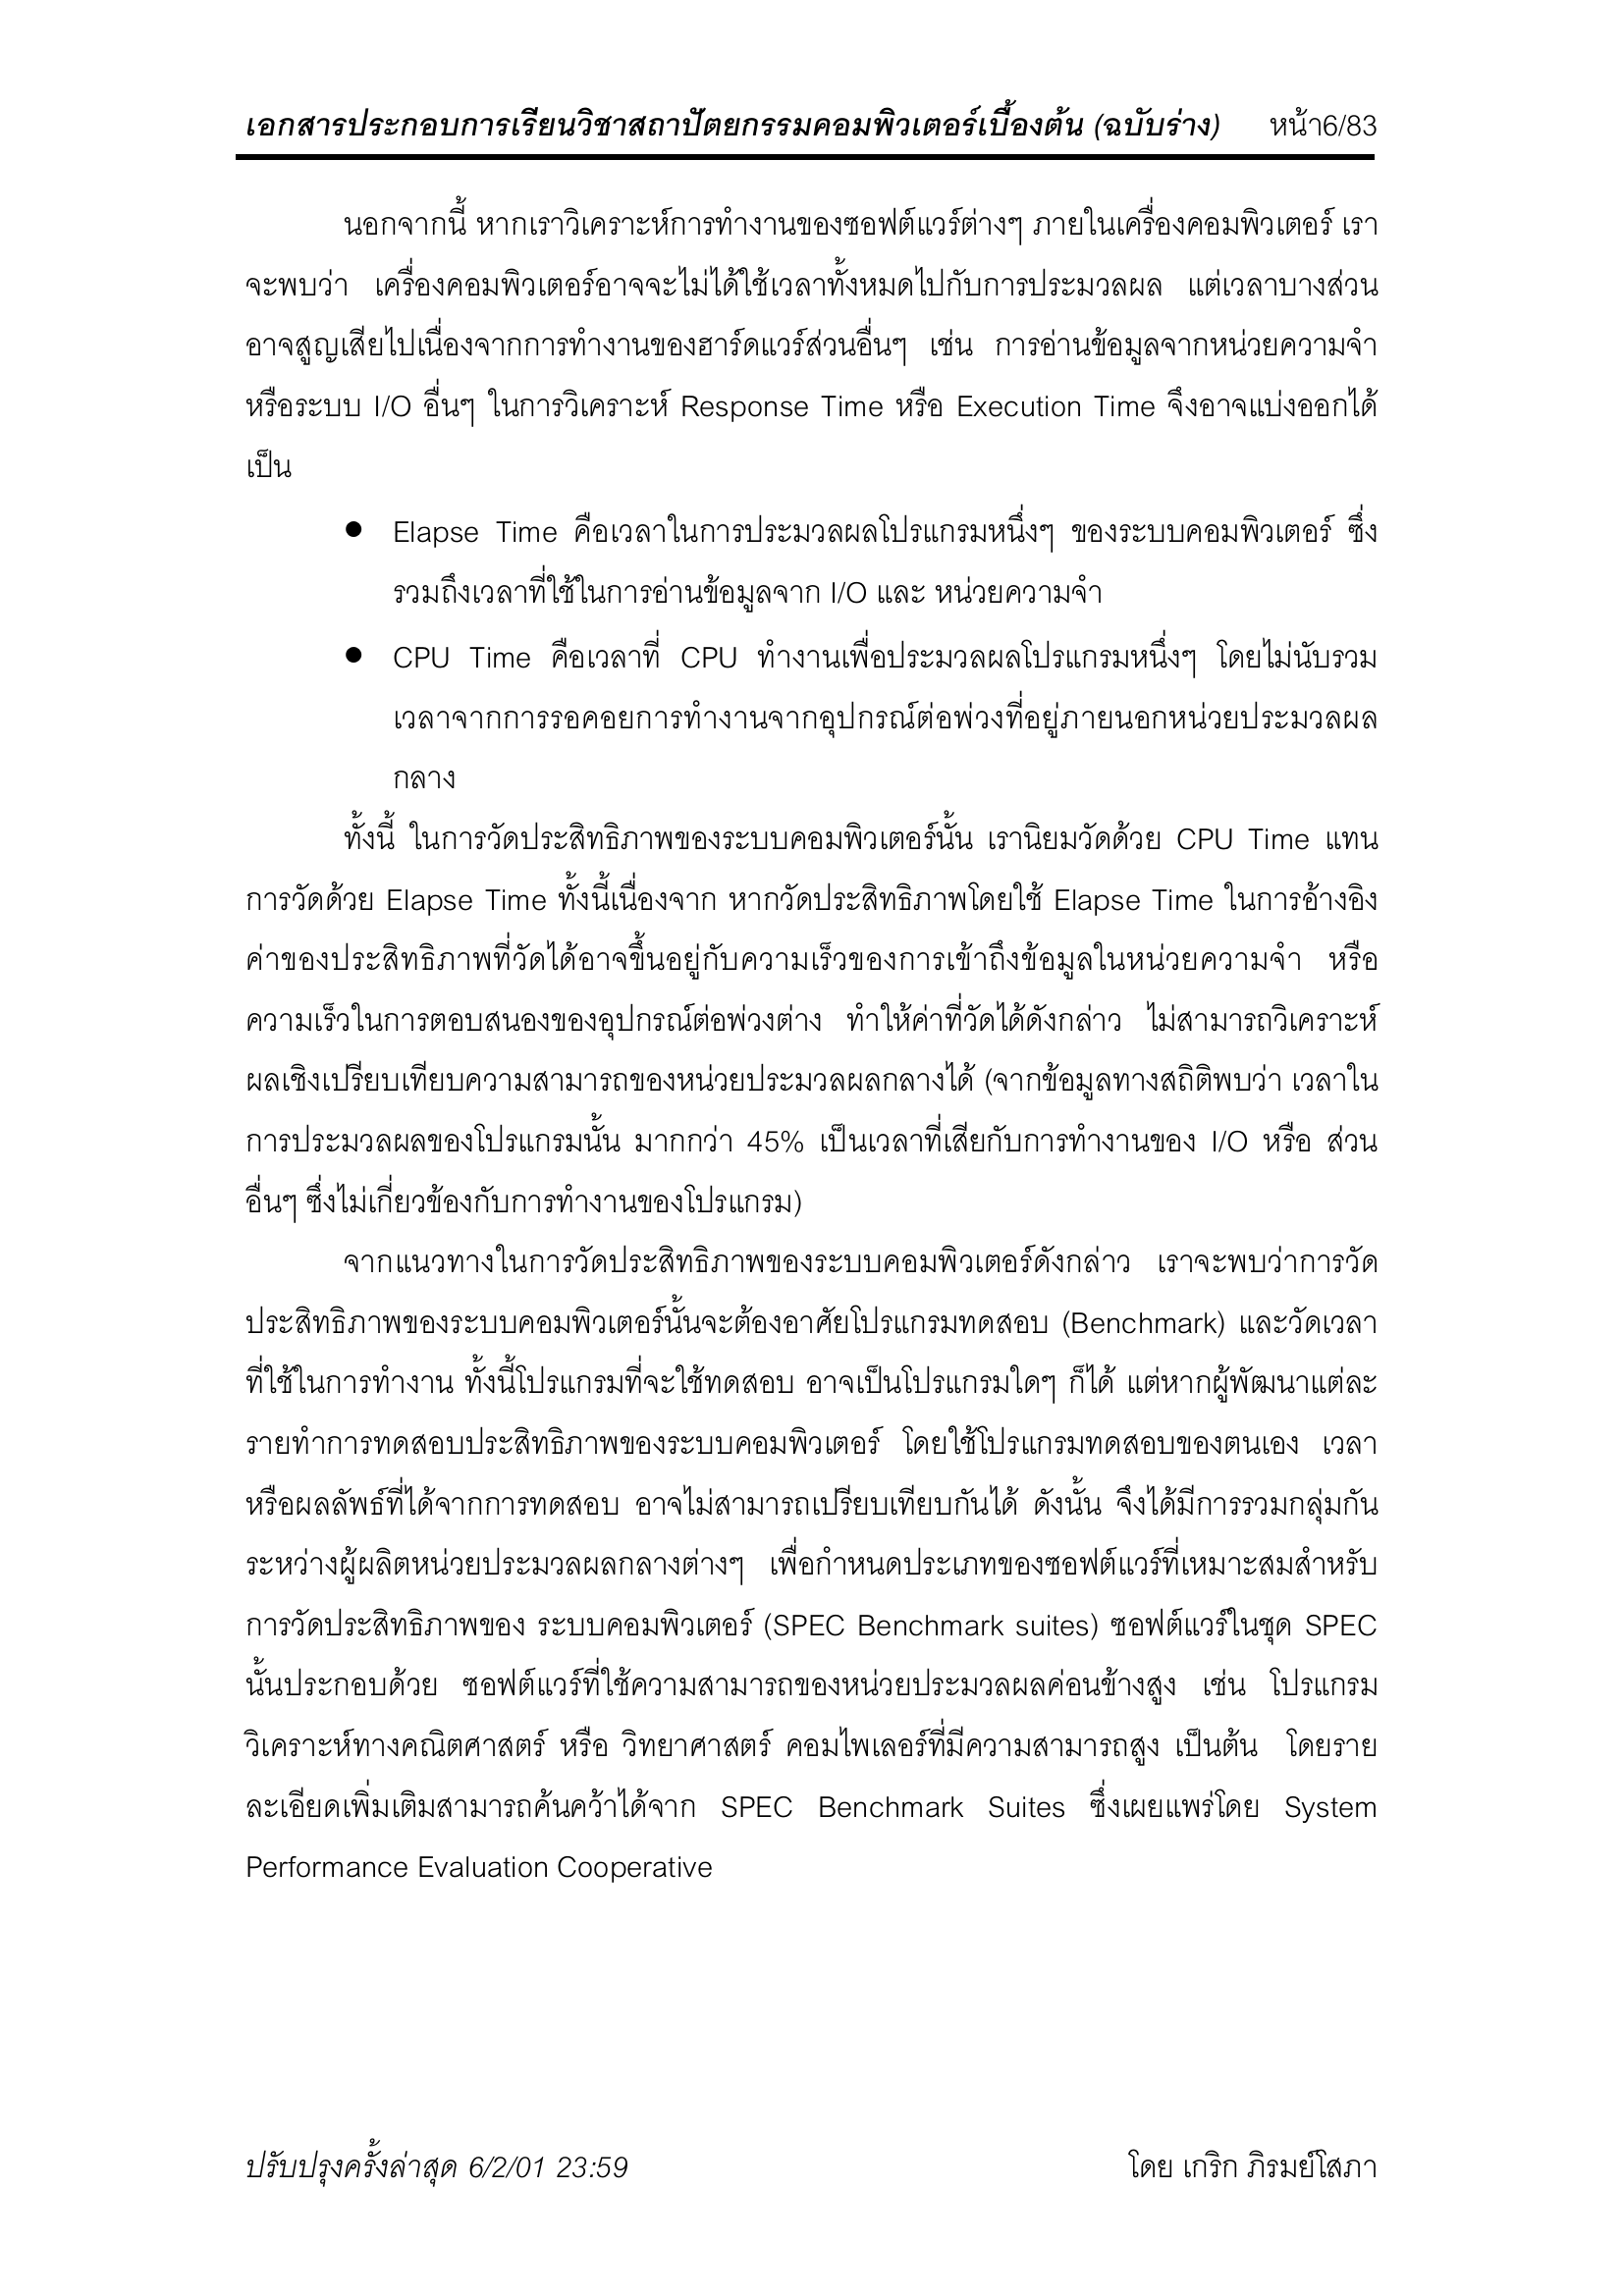 เอกสารประกอบการเรียนวิชาสถาปัตยกรรมคอมพิวเตอร์เบื้องต้น (ฉบับร่าง) หน้า6/83
นอกจากนี้ หากเราวิเคราะห์การทำงานของซอฟต์แวร์ต่างๆ ภายในเครื่องคอมพิวเตอร์ เรา
จะพบว่า เครื่องคอมพิวเตอร์อาจจะไม่ได้ใช้เวลาทั้งหมดไปกับการประมวลผล แต่เวลาบางส่วน
อาจสูญเสียไปเนื่องจากการทำงานของฮาร์ดแวร์ส่วนอื่นๆ เช่น การอ่านข้อมูลจากหน่วยความจำ
หรือระบบ I/O อื่นๆ ในการวิเคราะห์ Response Time หรือ Execution Time จึงอาจแบ่งออกได้
เป็น
● Elapse Time คือเวลาในการประมวลผลโปรแกรมหนึ่งๆ ของระบบคอมพิวเตอร์ ซึ่ง
รวมถึงเวลาที่ใช้ในการอ่านข้อมูลจาก I/O และ หน่วยความจำ
● CPU Time คือเวลาที่ CPU ทำงานเพื่อประมวลผลโปรแกรมหนึ่งๆ โดยไม่นับรวม
เวลาจากการรอคอยการทำงานจากอุปกรณ์ต่อพ่วงที่อยู่ภายนอกหน่วยประมวลผล
กลาง
ทั้งนี้ ในการวัดประสิทธิภาพของระบบคอมพิวเตอร์นั้น เรานิยมวัดด้วย CPU Time แทน
การวัดด้วย Elapse Time ทั้งนี้เนื่องจาก หากวัดประสิทธิภาพโดยใช้ Elapse Time ในการอ้างอิง
ค่าของประสิทธิภาพที่วัดได้อาจขึ้นอยู่กับความเร็วของการเข้าถึงข้อมูลในหน่วยความจำ หรือ
ความเร็วในการตอบสนองของอุปกรณ์ต่อพ่วงต่าง ทำให้ค่าที่วัดได้ดังกล่าว ไม่สามารถวิเคราะห์
ผลเชิงเปรียบเทียบความสามารถของหน่วยประมวลผลกลางได้ (จากข้อมูลทางสถิติพบว่า เวลาใน
การประมวลผลของโปรแกรมนั้น มากกว่า 45% เป็นเวลาที่เสียกับการทำงานของ I/O หรือ ส่วน
อื่นๆ ซึ่งไม่เกี่ยวข้องกับการทำงานของโปรแกรม)
จากแนวทางในการวัดประสิทธิภาพของระบบคอมพิวเตอร์ดังกล่าว เราจะพบว่าการวัด
ประสิทธิภาพของระบบคอมพิวเตอร์นั้นจะต้องอาศัยโปรแกรมทดสอบ (Benchmark) และวัดเวลา
ที่ใช้ในการทำงาน ทั้งนี้โปรแกรมที่จะใช้ทดสอบ อาจเป็นโปรแกรมใดๆ ก็ได้ แต่หากผู้พัฒนาแต่ละ
รายทำการทดสอบประสิทธิภาพของระบบคอมพิวเตอร์ โดยใช้โปรแกรมทดสอบของตนเอง เวลา
หรือผลลัพธ์ที่ได้จากการทดสอบ อาจไม่สามารถเปรียบเทียบกันได้ ดังนั้น จึงได้มีการรวมกลุ่มกัน
ระหว่างผู้ผลิตหน่วยประมวลผลกลางต่างๆ เพื่อกำหนดประเภทของซอฟต์แวร์ที่เหมาะสมสำหรับ
การวัดประสิทธิภาพของ ระบบคอมพิวเตอร์ (SPEC Benchmark suites) ซอฟต์แวร์ในชุด SPEC
นั้นประกอบด้วย ซอฟต์แวร์ที่ใช้ความสามารถของหน่วยประมวลผลค่อนข้างสูง เช่น โปรแกรม
วิเคราะห์ทางคณิตศาสตร์ หรือ วิทยาศาสตร์ คอมไพเลอร์ที่มีความสามารถสูง เป็นต้น โดยราย
ละเอียดเพิ่มเติมสามารถค้นคว้าได้จาก SPEC Benchmark Suites ซึ่งเผยแพร่โดย System
Performance Evaluation Cooperative
ปรับปรุงครั้งล่าสุด 6/2/01 23:59 โดย เกริก ภิรมย์โสภา